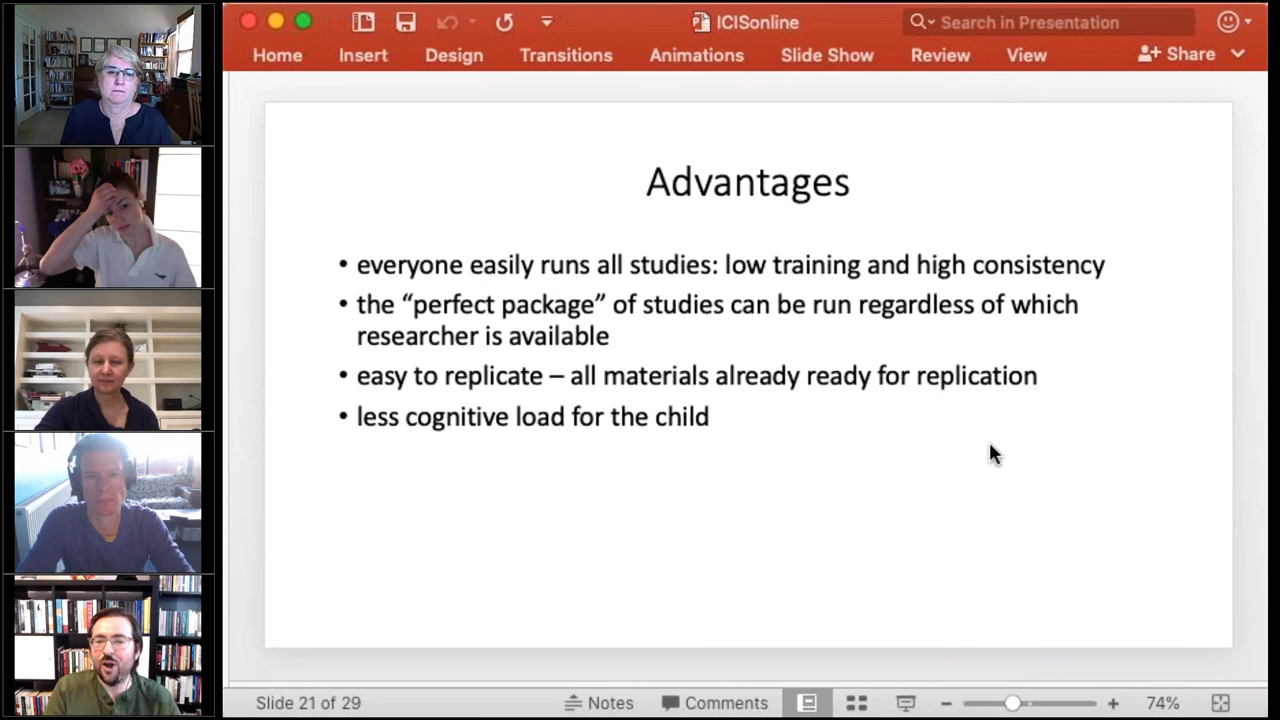 ICISonline
Search in Presentation
Home Insert Design Transitions Animations Slide Show Review View Share
Advantages
• everyone easily runs all studies: low training and high consistency
• the “perfect package” of studies can be run regardless of which
researcher is available
• easy to replicate – all materials already ready for replication
• less cognitive load for the child
Slide 21 of 29 Notes Comments 74%